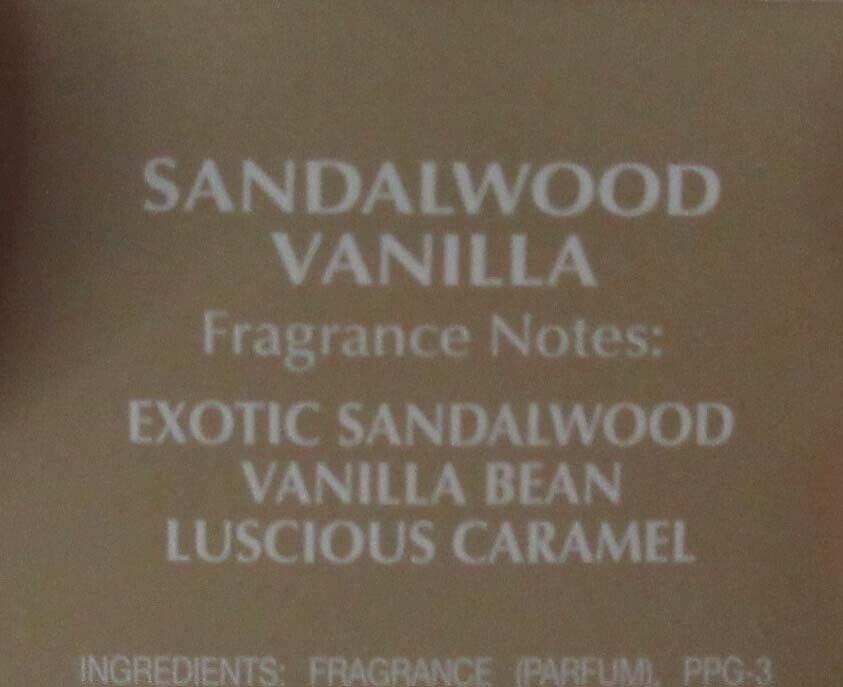 SANDALWOOD
VANILLA
Fragrance Notes:
EXOTIC SANDALWOOD
VANILLA BEAN
LUSCIOUS CARAMEL
INGREDIENTS: FRAGRANCE (PARFUM), PPG-3